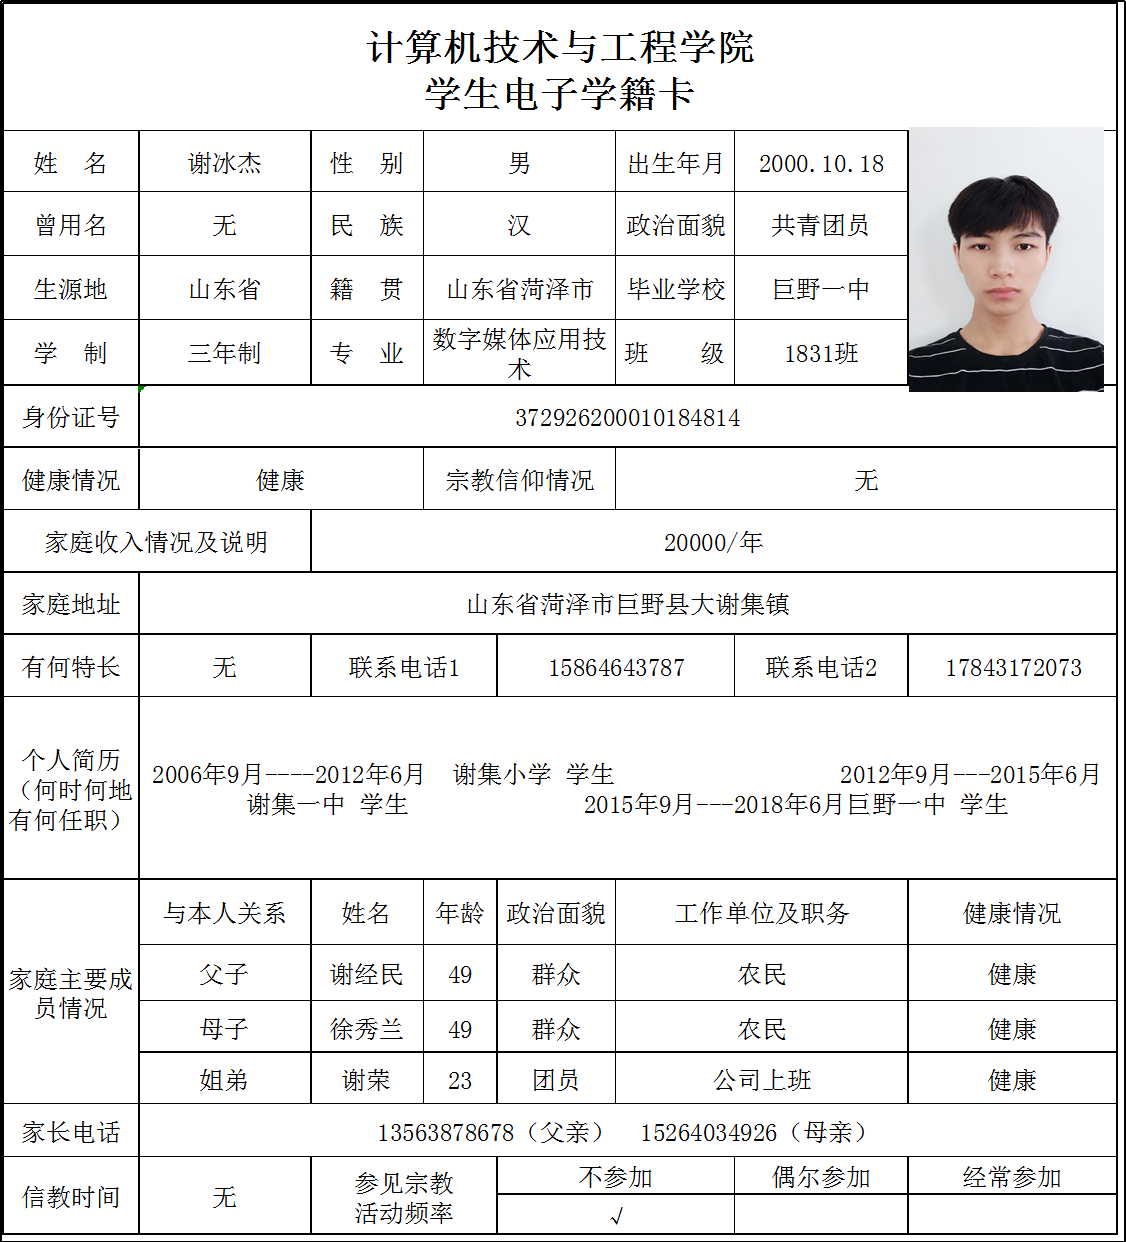 计算机技术与工程学院
学生电子学籍卡
姓 名 谢冰杰 性 别 男 出生年月 2000.10.18
曾用名 无 民 族 汉 政治面貌 共青团员
生源地 山东省 籍 贯 山东省菏泽市 毕业学校 巨野一中
学 制 三年制 专 业 数字媒体应用技术 班 级 1831班
身份证号 372926200010184814
健康情况 健康 宗教信仰情况 无
家庭收入情况及说明 20000/年
家庭地址 山东省菏泽市巨野县大谢集镇
有何特长 无 联系电话1 15864643787 联系电话2 17843172073
个人简历
（何时何地
有何任职）
2006年9月----2012年6月 谢集小学 学生 2012年9月---2015年6月
谢集一中 学生 2015年9月---2018年6月巨野一中 学生
家庭主要成
员情况
与本人关系 姓名 年龄 政治面貌 工作单位及职务 健康情况
父子 谢经民 49 群众 农民 健康
母子 徐秀兰 49 群众 农民 健康
姐弟 谢荣 23 团员 公司上班 健康
家长电话 13563878678（父亲） 15264034926（母亲）
信教时间 无 参见宗教
活动频率
不参加 偶尔参加 经常参加
√